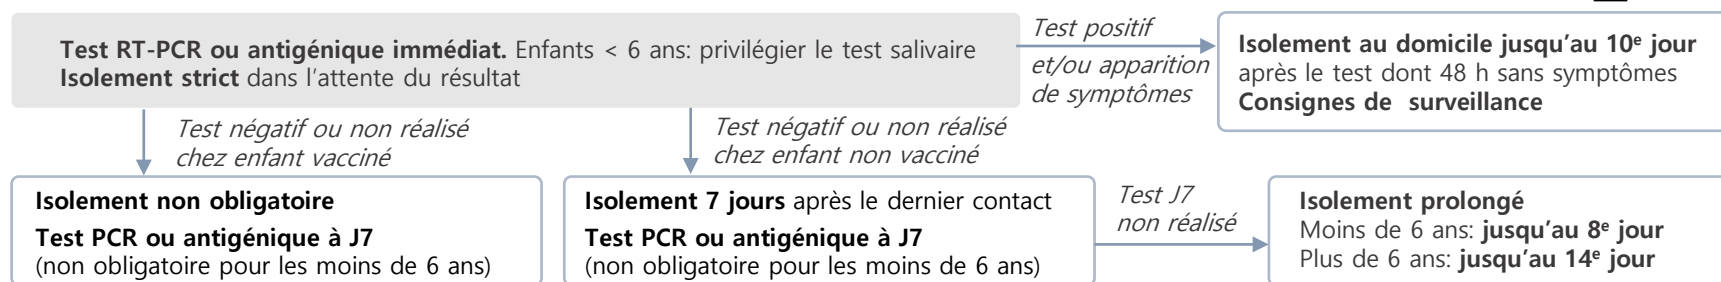 Test RT-PCR ou antigénique immédiat. Enfants < 6 ans: privilégier le test salivaire
Isolement strict dans l'attente du résultat
Test positif
et/ou apparition
de symptômes
Isolement au domicile jusqu'au 10e jour
après le test dont 48 h sans symptômes
Consignes de surveillance
Test négatif ou non réalisé
chez enfant vacciné
Test négatif ou non réalisé
chez enfant non vacciné
Isolement non obligatoire
Test PCR ou antigénique à J7
(non obligatoire pour les moins de 6 ans)
Isolement 7 jours après le dernier contact
Test PCR ou antigénique à J7
(non obligatoire pour les moins de 6 ans)
Test J7
non réalisé
Isolement prolongé
Moins de 6 ans: jusqu'au 8e jour
Plus de 6 ans: jusqu'au 14e jour